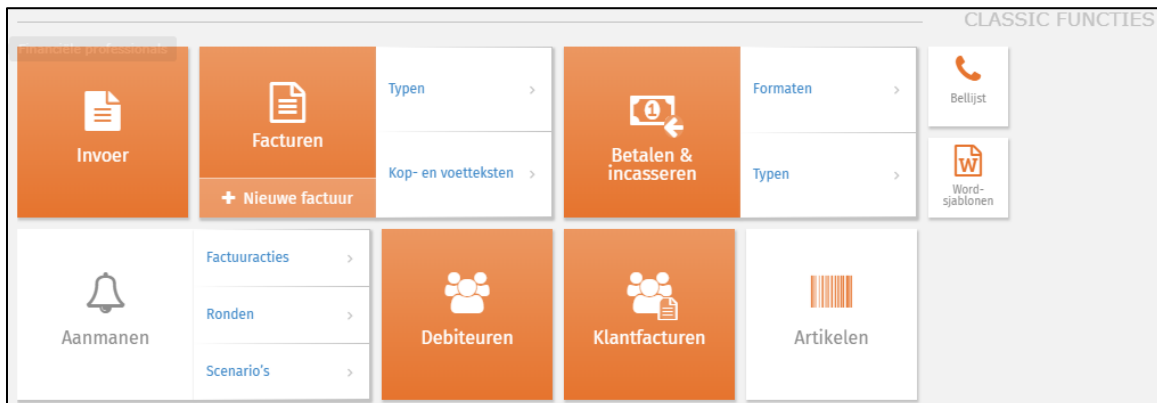 CLASSIC FUNCTIES
Financiële professionals
Invoer
Facturen
+ Nieuwe factuur
Typen
Kop- en voetteksten
1
Betalen &
incasseren
Formaten
Typen
Bellijst
W
Word-
sjablonen
Aanmanen
Factuuracties
Ronden
Scenario's
Debiteuren
Klantfacturen
Artikelen